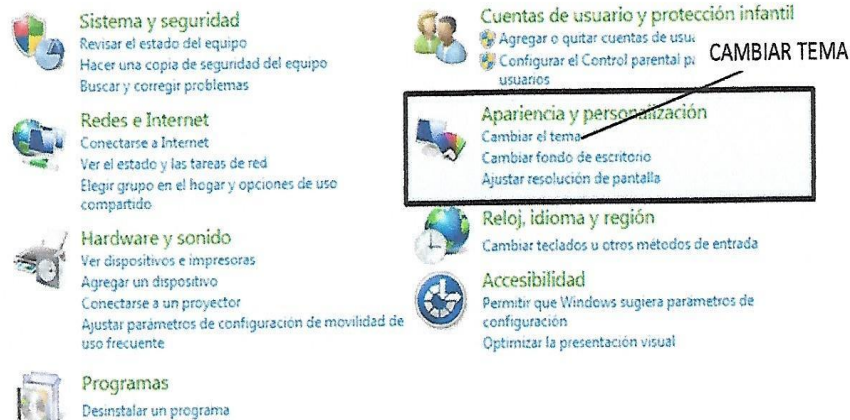 Sistema y seguridad
Revisar el estado del equipo
Hacer una copia de seguridad del equipo
Buscar y corregir problemas
Redes e Internet
Conectarse a Internet
Ver el estado y las tareas de red
Elegir grupo en el hogar y opciones de uso
compartido
Hardware y sonido
Ver dispositivos e impresoras
Agregar un dispositivo
Conectarse a un proyector
Ajustar parámetros de configuración de movilidad de
uso frecuente
Programas
Desinstalar un programa
Cuentas de usuario y protección infantil
Agregar o quitar cuentas de
Configurar el Control parental
usuarios
CAMBIAR TEMA
Apariencia y personalización
Cambiar el tema
Cambiar fondo de escritorio
Ajustar resolución de pantalla
Reloj, idioma y región
Cambiar teclados u otros métodos de entrada
Accesibilidad
Permitir que Windows sugiera parámetros de
configuración
Optimizar la presentación visual